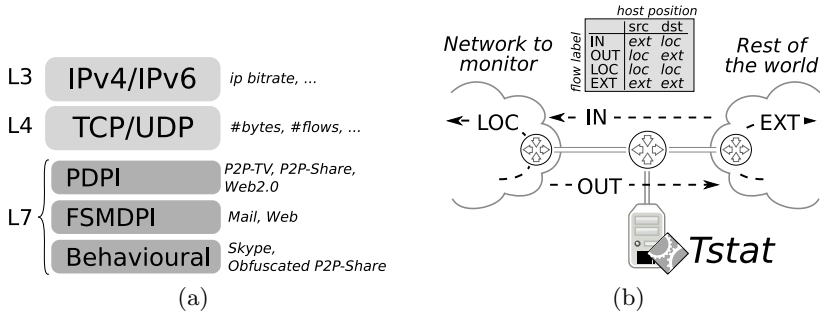 L3
IPv4/IPv6
ip bitrate, ...
L4
TCP/UDP
#bytes, #flows, ...
L7
PDPI
P2P-TV, P2P-Share,
Web2.0
FSMDPI
Mail, Web
Behavioural
Skype,
Obfuscated P2P-Share
(a)
host position
src dst
flow label
IN ext loc
OUT loc ext
LOC loc loc
EXT ext ext
Network to
monitor
Rest of
the world
LOC
IN
EXT
OUT
Tstat
(b)